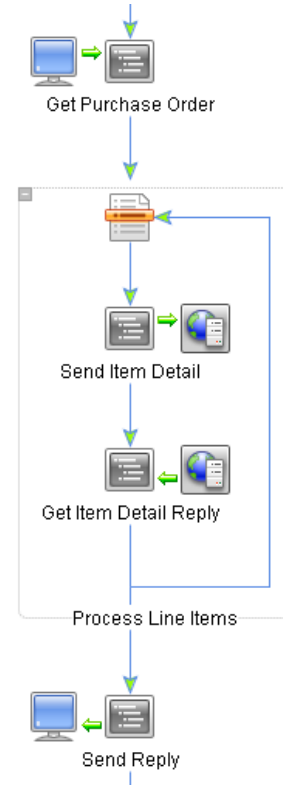 Get Purchase Order
Send Item Detail
Get Item Detail Reply
Process Line Items
Send Reply